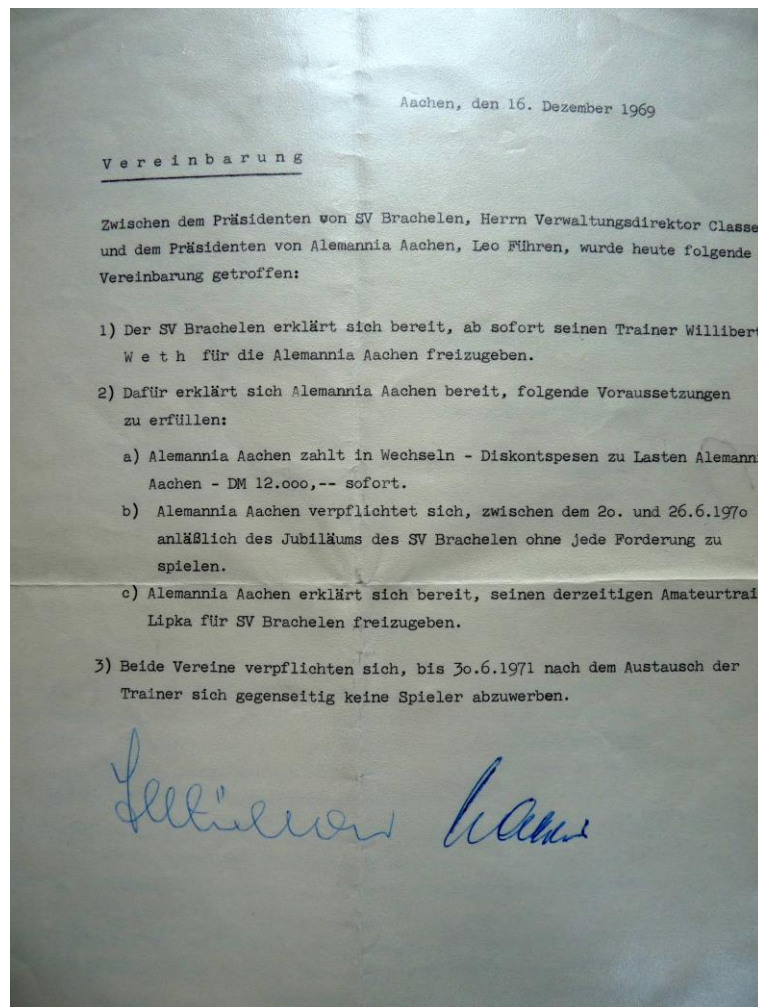 Aachen, den 16. Dezember 1969
Vereinbarung
Zwischen dem Präsidenten von SV Brachelen, Herrn Verwaltungsdirektor Classe
und dem Präsidenten von Alemannia Aachen, Leo Führen, wurde heute folgende
Vereinbarung getroffen:
1) Der SV Brachelen erklärt sich bereit, ab sofort seinen Trainer Willibert
W e t h für die Alemannia Aachen freizugeben.
2) Dafür erklärt sich Alemannia Aachen bereit, folgende Voraussetzungen
zu erfüllen:
a) Alemannia Aachen zahlt in Wechseln - Diskontspesen zu Lasten Alemanni
Aachen - DM 12.ooo,-- sofort.
b) Alemannia Aachen verpflichtet sich, zwischen dem 2o. und 26.6.197o
anläßlich des Jubiläums des SV Brachelen ohne jede Forderung zu
spielen.
c) Alemannia Aachen erklärt sich bereit, seinen derzeitigen Amateurtrai
Lipka für SV Brachelen freizugeben.
3) Beide Vereine verpflichten sich, bis 3o.6.1971 nach dem Austausch der
Trainer sich gegenseitig keine Spieler abzuwerben.